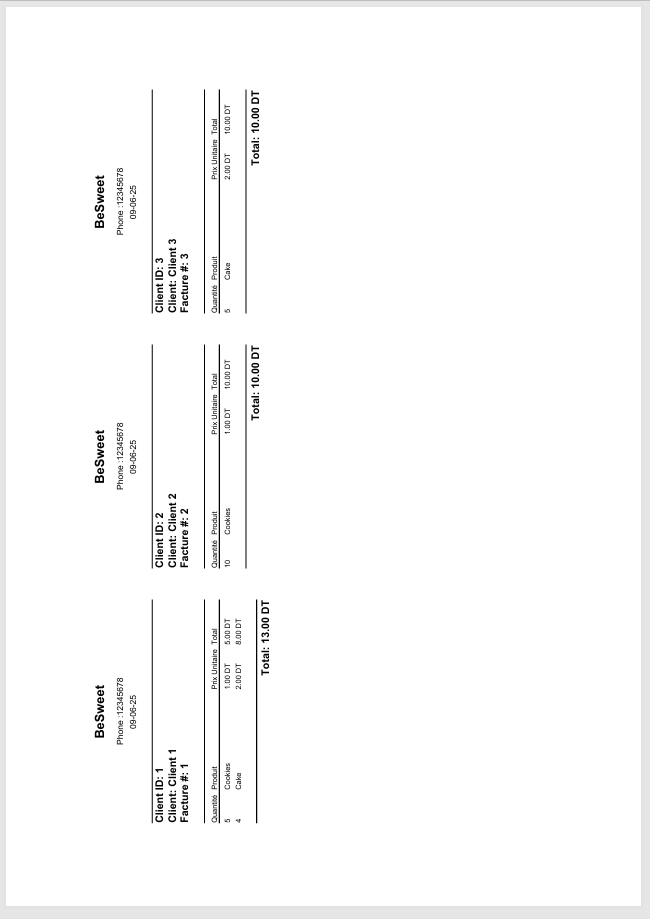 BeSweet
Phone :12345678
09-06-25
Client ID: 1
Client: Client 1
Facture #: 1
Quantité Produit Prix Unitaire Total
5 Cookies 1.00 DT 5.00 DT
4 Cake 2.00 DT 8.00 DT
Total: 13.00 DT
BeSweet
Phone :12345678
09-06-25
Client ID: 2
Client: Client 2
Facture #: 2
Quantité Produit Prix Unitaire Total
10 Cookies 1.00 DT 10.00 DT
Total: 10.00 DT
BeSweet
Phone :12345678
09-06-25
Client ID: 3
Client: Client 3
Facture #: 3
Quantité Produit Prix Unitaire Total
5 Cake 2.00 DT 10.00 DT
Total: 10.00 DT